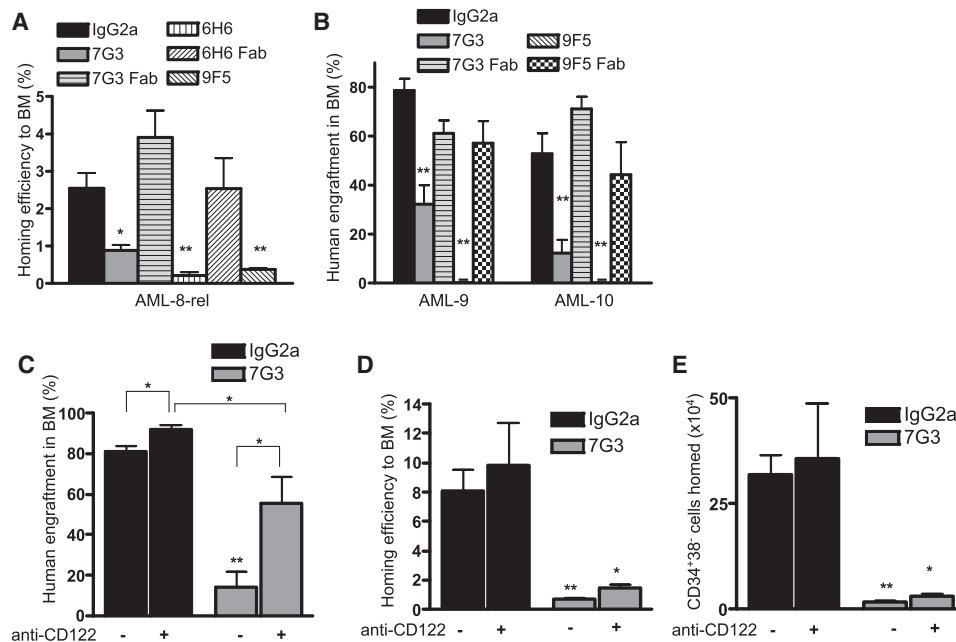 A
IgG2a
7G3
7G3 Fab
6H6
6H6 Fab
9F5
Homing efficiency to BM (%)
5
4
3
2
1
0
*
**
**
AML-8-rel
B
IgG2a
7G3
7G3 Fab
9F5
9F5 Fab
Human engraftment in BM (%)
80
60
40
20
0
**
**
**
**
AML-9
AML-10
C
IgG2a
7G3
Human engraftment in BM (%)
100
80
60
40
20
0
*
*
*
**
anti-CD122 - + - +
D
IgG2a
7G3
Homing efficiency to BM (%)
14
12
10
8
6
4
2
0
**
*
anti-CD122 - + - +
E
IgG2a
7G3
CD34⁺38⁻ cells homed (x10⁴)
50
25
0
**
*
anti-CD122 - + - +